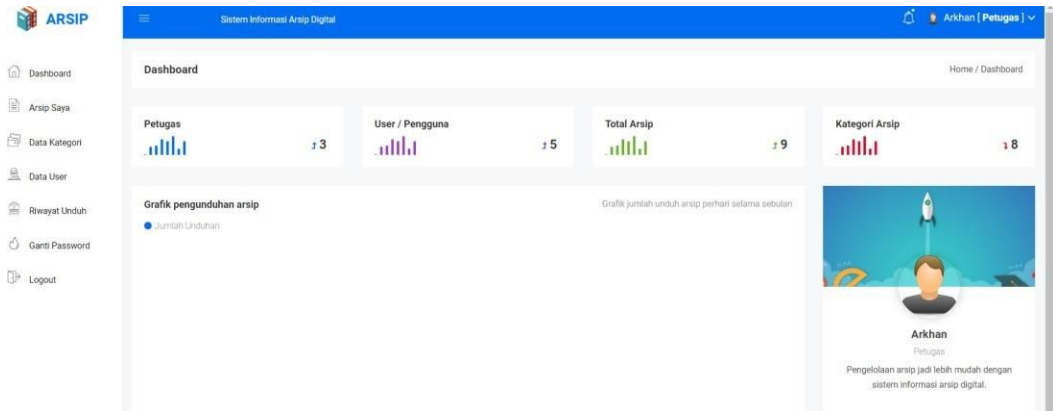 ARSIP
Sistem Informasi Arsip Digital
Arkhan [ Petugas ]
Dashboard
Arsip Saya
Data Kategori
Data User
Riwayat Unduh
Ganti Password
Logout
Dashboard
Home / Dashboard
Petugas
3
User / Pengguna
5
Total Arsip
9
Kategori Arsip
8
Grafik pengunduhan arsip
Grafik jumlah unduh arsip perhari selama sebulan
Jumlah Unduhan
Arkhan
Petugas
Pengelolaan arsip jadi lebih mudah dengan
sistem informasi arsip digital.